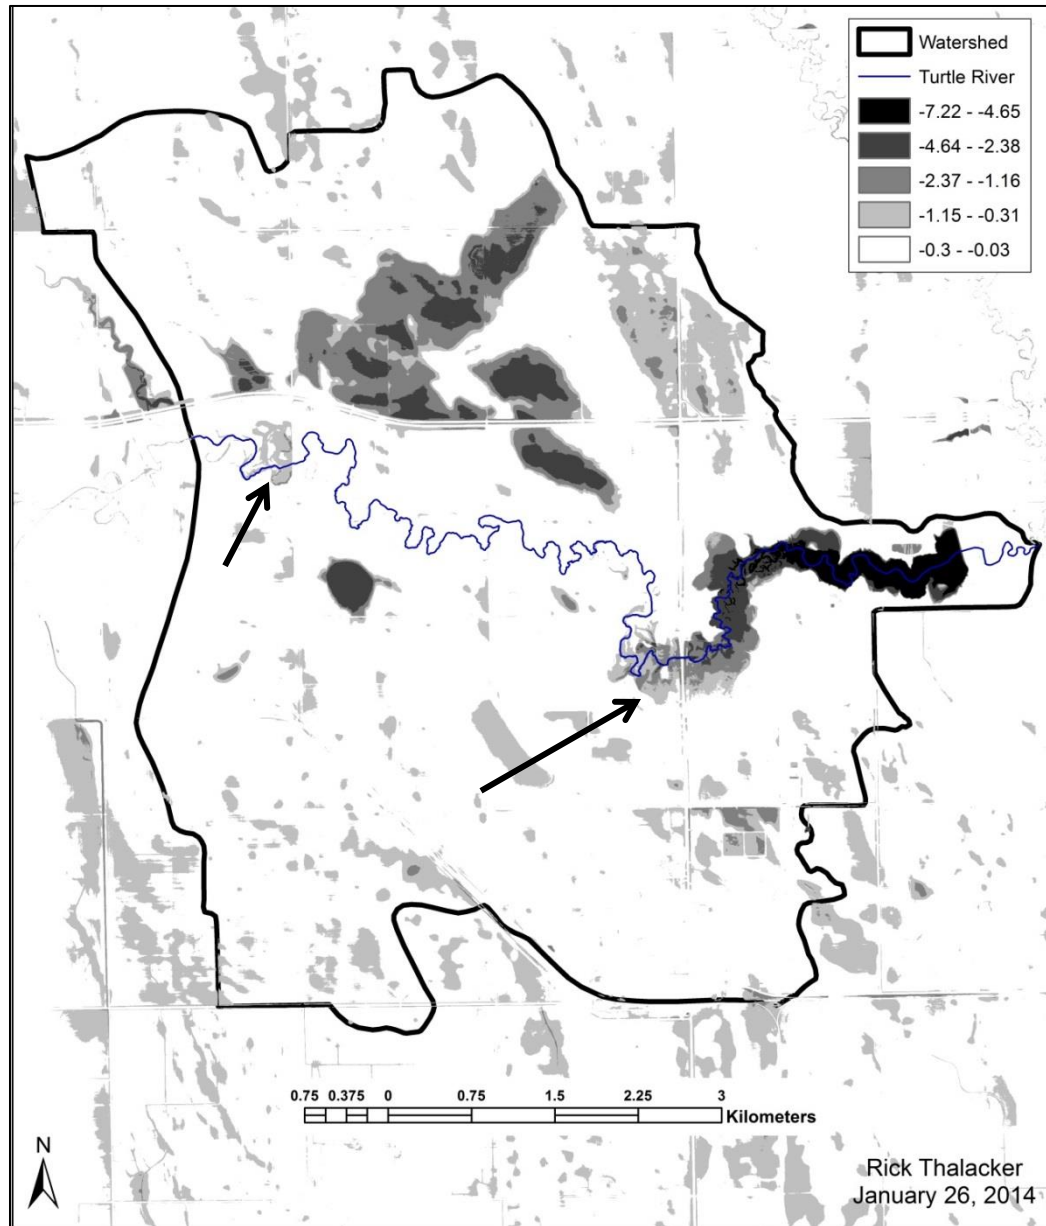 Watershed
Turtle River
-7.22 - -4.65
-4.64 - -2.38
-2.37 - -1.16
-1.15 - -0.31
-0.3 - -0.03
0.75 0.375 0 0.75 1.5 2.25 3
Kilometers
N
Rick Thalacker
January 26, 2014